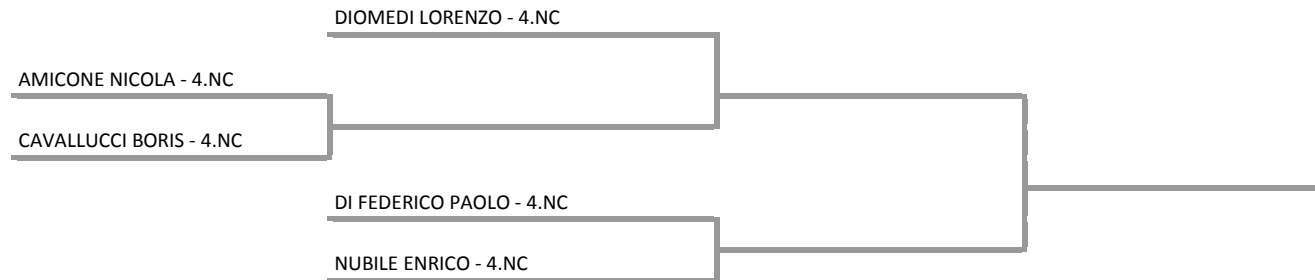 DIOMEDI LORENZO - 4.NC
AMICONE NICOLA - 4.NC
CAVALLUCCI BORIS - 4.NC
DI FEDERICO PAOLO - 4.NC
NUBILE ENRICO - 4.NC